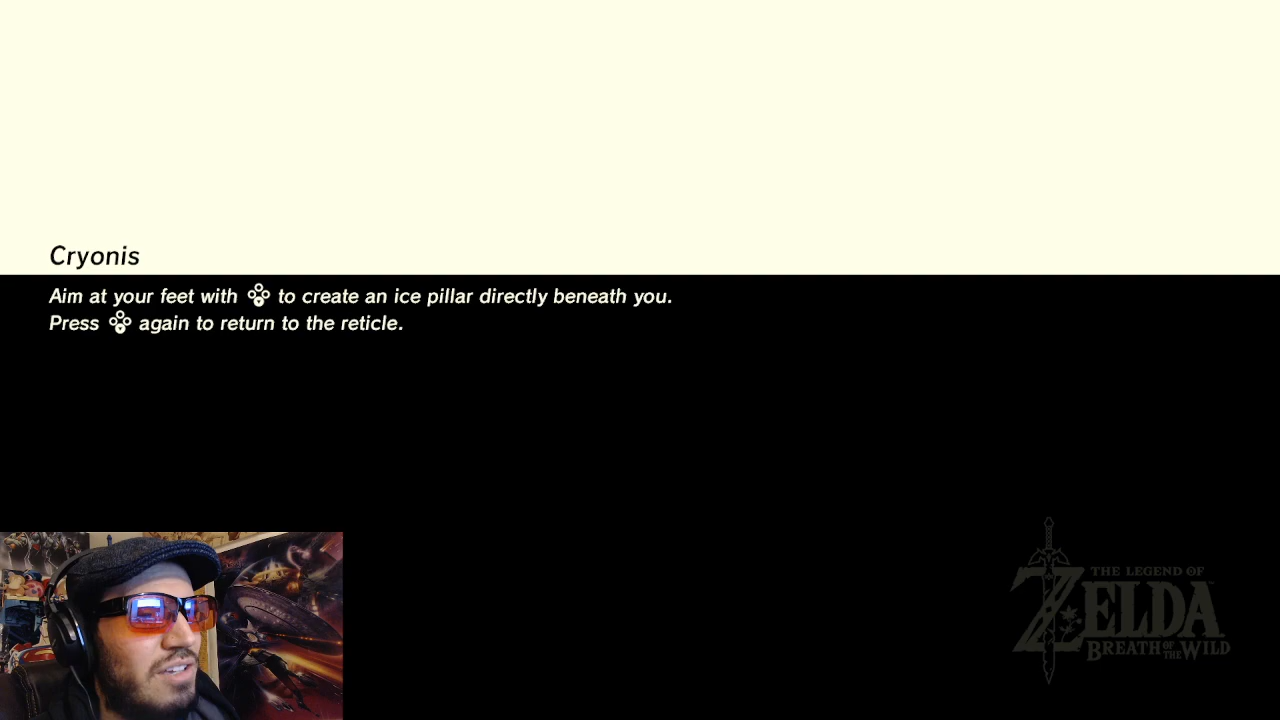 Cryonis
Aim at your feet with to create an ice pillar directly beneath you.
Press again to return to the reticle.
THE LEGEND OF
ZELDA
BREATH OF THE WILD